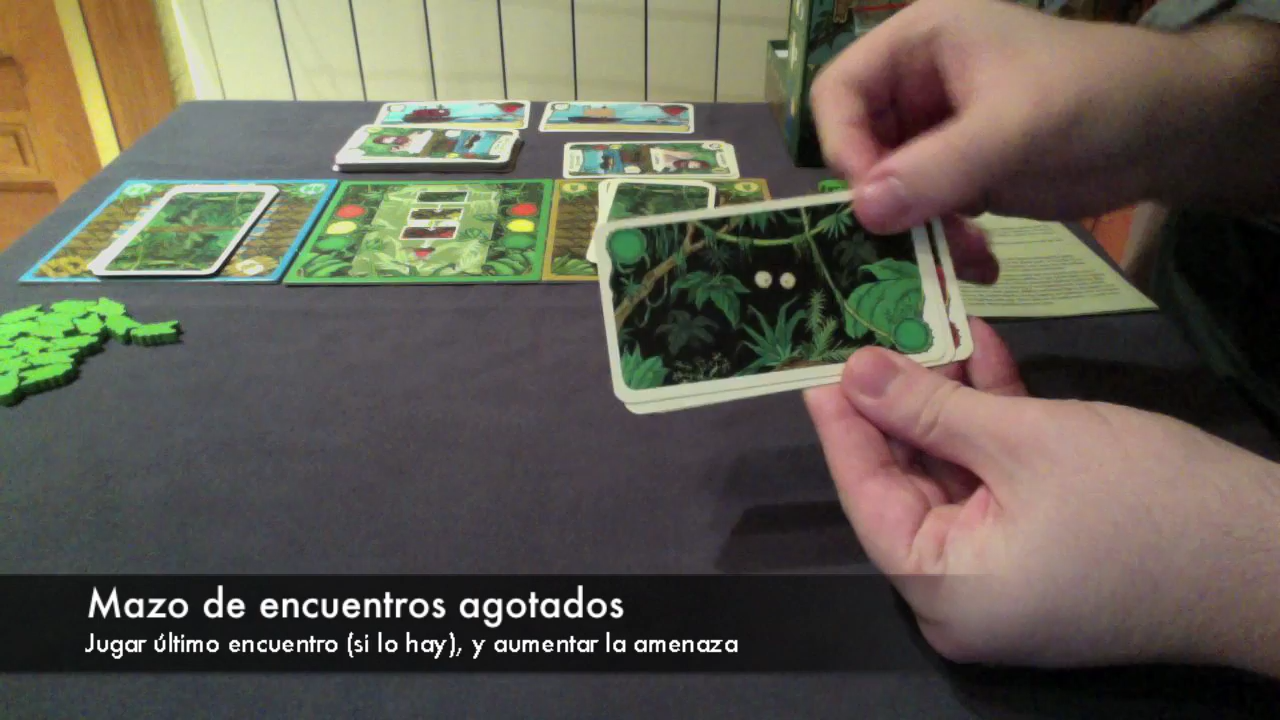 Mazo de encuentros agotados
Jugar último encuentro (si lo hay), y aumentar la amenaza